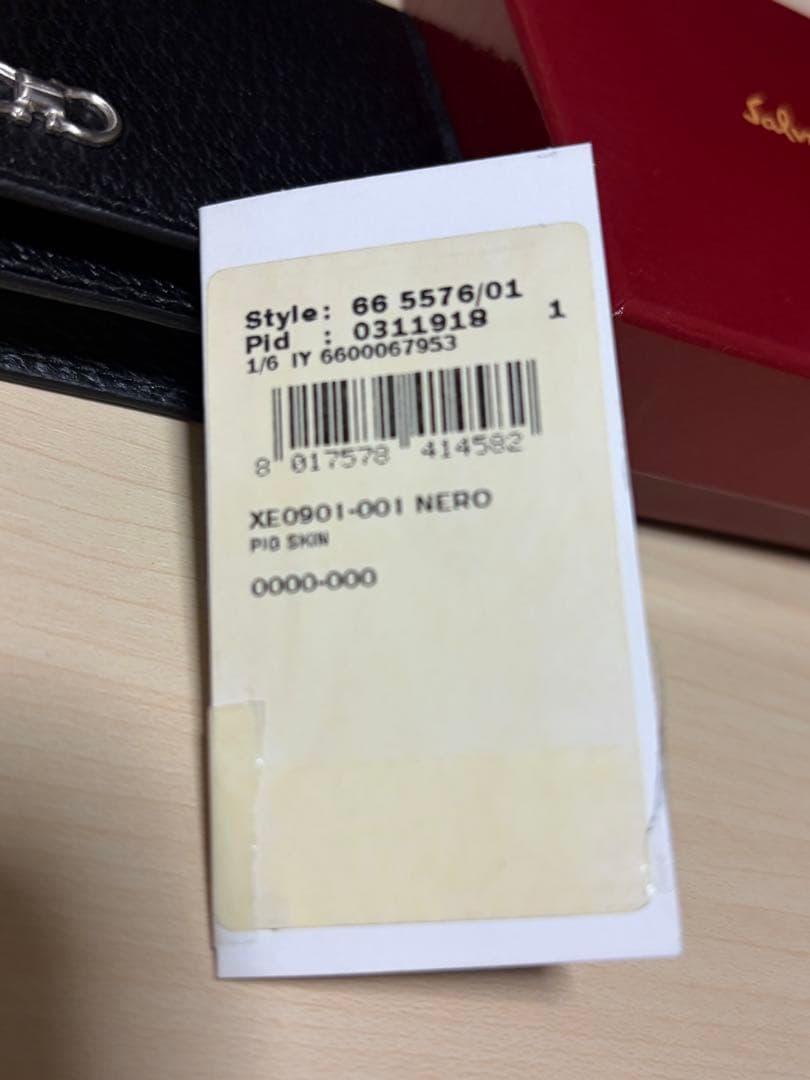 Style: 66 5576/01
Pid : 0311918 1
1/6 IY 6600067953
8 017578 414582
XE0901-001 NERO
PIG SKIN
0000-000